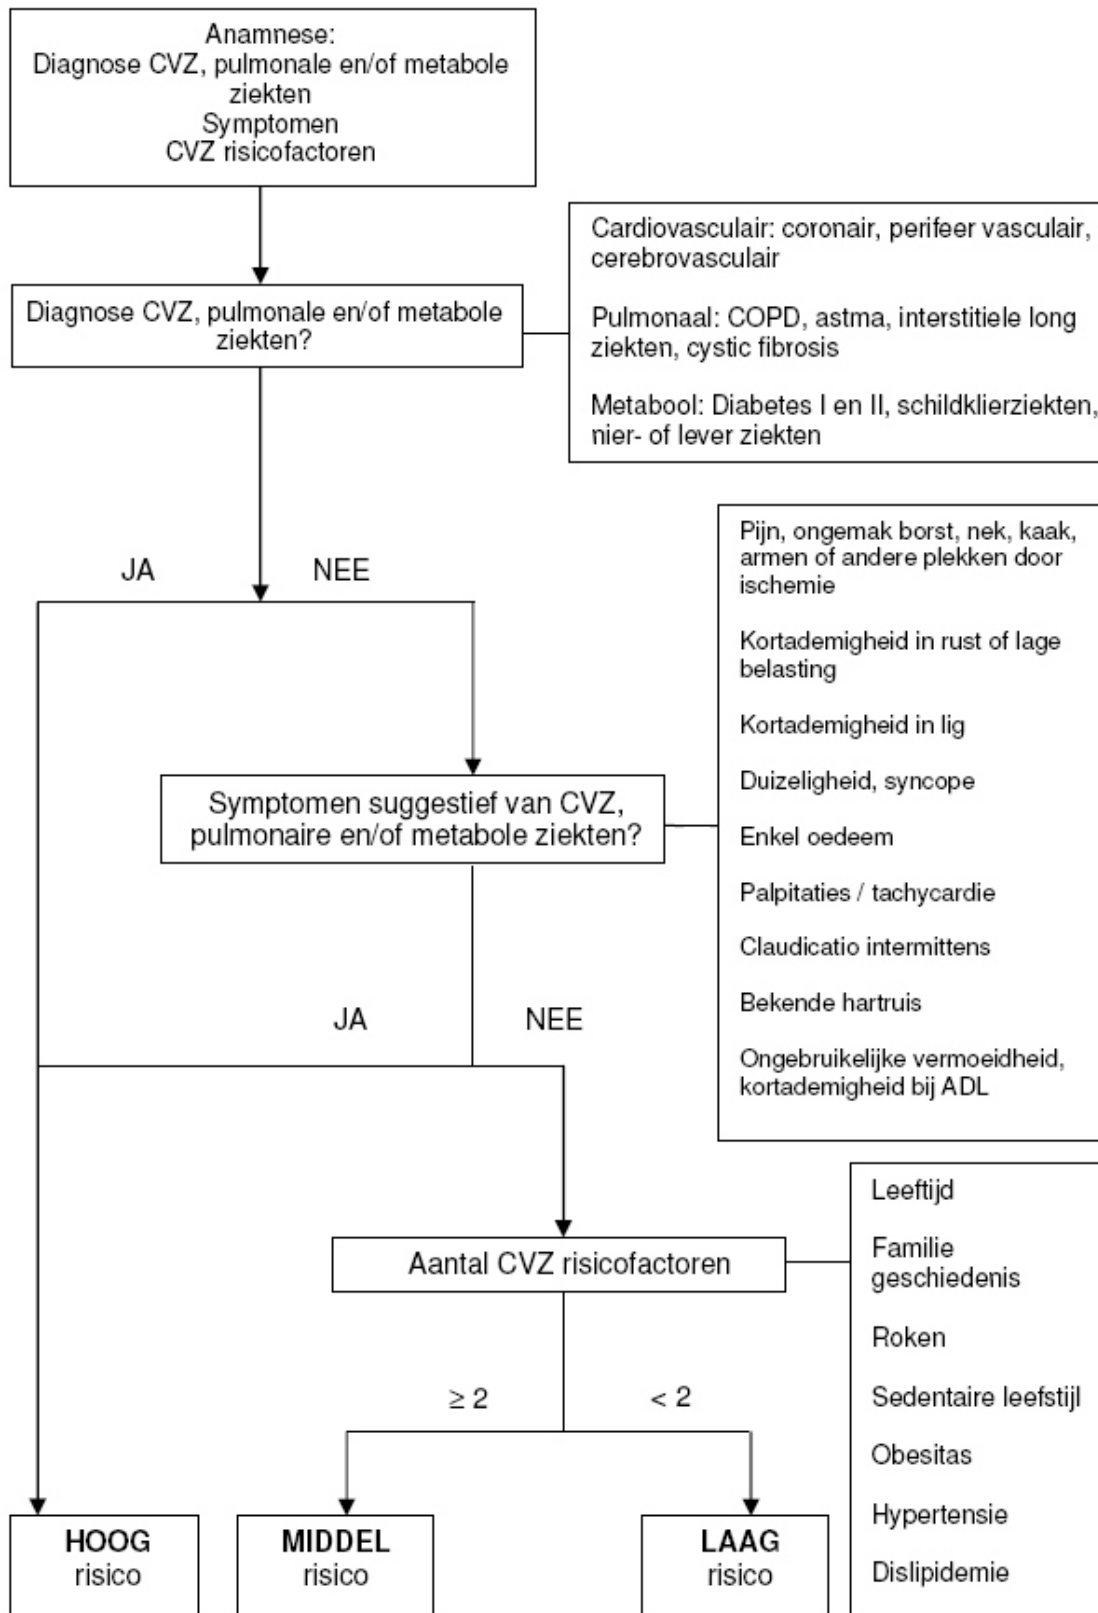 Anamnese:
Diagnose CVZ, pulmonale en/of metabole
ziekten
Symptomen
CVZ risicofactoren
Cardiovasculair: coronair, perifeer vasculair,
cerebrovasculair
Pulmonaal: COPD, astma, interstitiele long
ziekten, cystic fibrosis
Metabool: Diabetes I en II, schildklierziekten,
nier- of lever ziekten
Diagnose CVZ, pulmonale en/of metabole
ziekten?
JA
NEE
Pijn, ongemak borst, nek, kaak,
armen of andere plekken door
ischemie
Kortademigheid in rust of lage
belasting
Kortademigheid in lig
Duizeligheid, syncope
Enkel oedeem
Palpitaties / tachycardie
Claudicatio intermittens
Bekende hartruis
Ongebruikelijke vermoeidheid,
kortademigheid bij ADL
Symptomen suggestief van CVZ,
pulmonaire en/of metabole ziekten?
JA
NEE
Aantal CVZ risicofactoren
Leeftijd
Familie
geschiedenis
Roken
Sedentaire leefstijl
Obesitas
Hypertensie
Dislipidemie
≥ 2
< 2
HOOG
risico
MIDDEL
risico
LAAG
risico